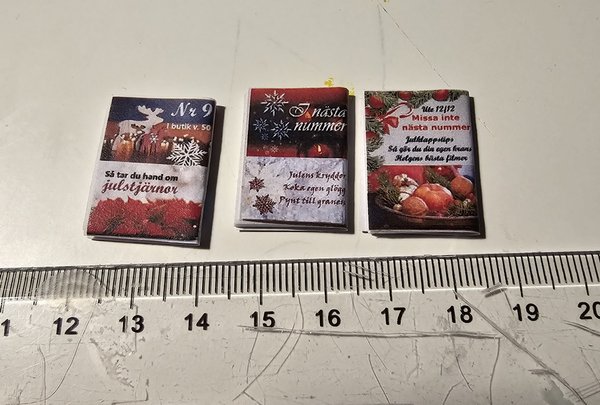 Nr 9
I butik v. 50
Så tar du hand om
julstjärnor
I nästa
nummer
Julens kryddor
Koka egen glögg
Pynt till granen
Ute 12/12
Missa inte
nästa nummer
Julklappstips
Så gör du din egen krans
Helgens bästa filmer
11 12 13 14 15 16 17 18 19 20